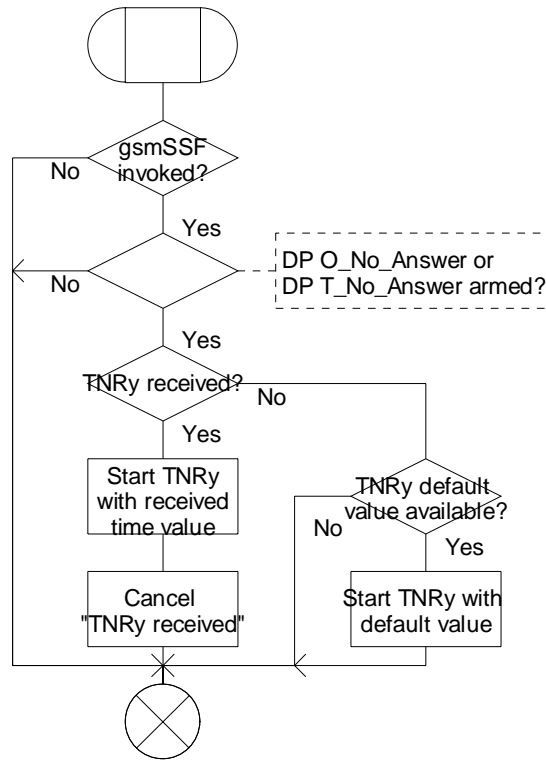 gsmSSF
invoked?
No
Yes
DP O_No_Answer or
DP T_No_Answer armed?
No
Yes
TNRy received?
No
Yes
Start TNRy
with received
time value
TNRy default
value available?
No
Yes
Cancel
"TNRy received"
Start TNRy with
default value